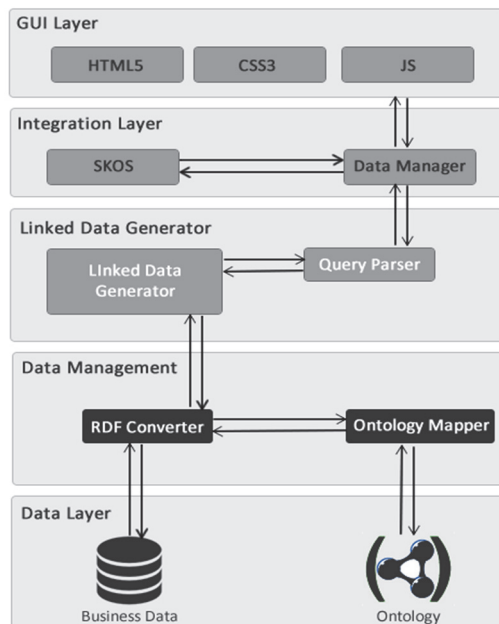 GUI Layer
HTML5
CSS3
JS
Integration Layer
SKOS
Data Manager
Linked Data Generator
LInked Data
Generator
Query Parser
Data Management
RDF Converter
Ontology Mapper
Data Layer
Business Data
Ontology